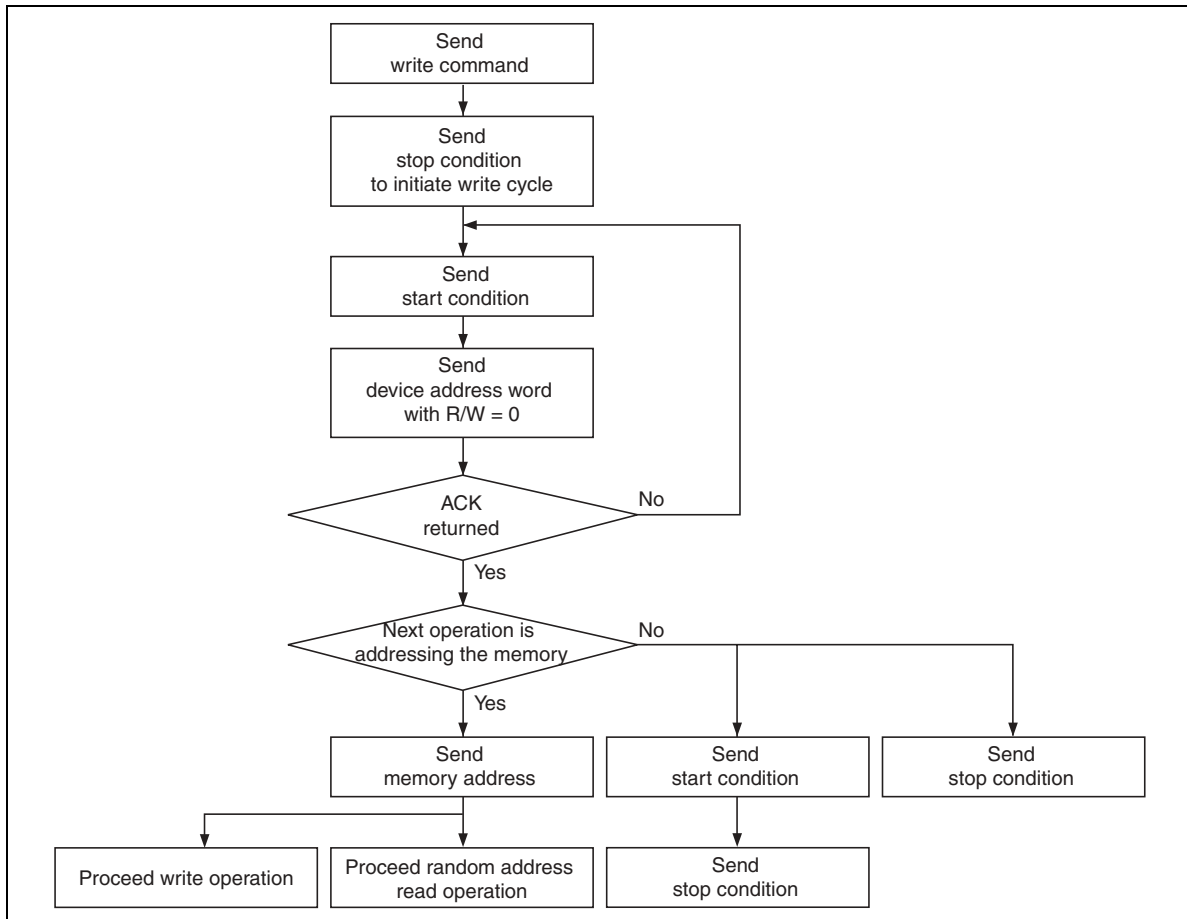 Send
write command
Send
stop condition
to initiate write cycle
Send
start condition
Send
device address word
with R/W = 0
ACK
returned
No
Yes
Next operation is
addressing the memory
No
Yes
Send
memory address
Send
start condition
Send
stop condition
Proceed write operation
Proceed random address
read operation
Send
stop condition